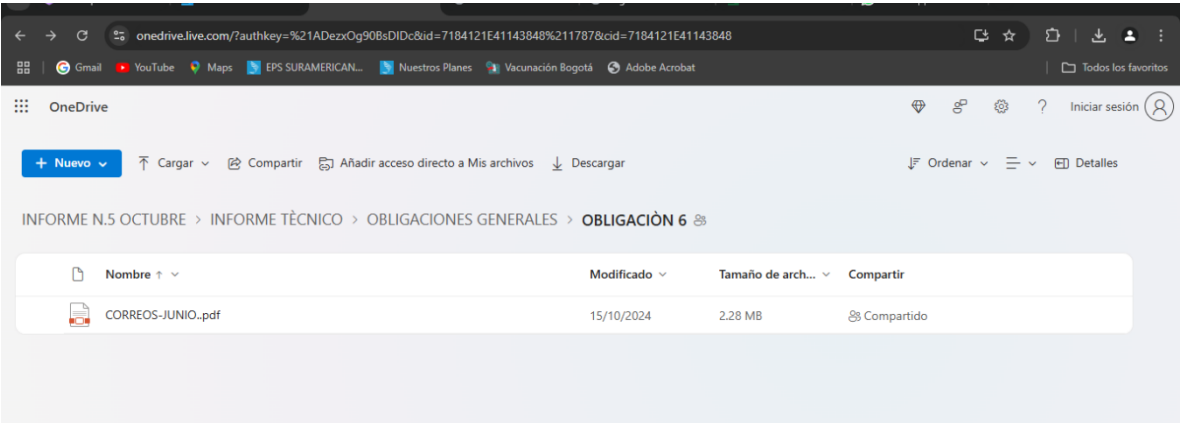 onedrive.live.com/?authkey=%21ADezxOg90BsDIDc&id=7184121E41143848%211787&cid=7184121E41143848
Gmail YouTube Maps EPS SURAMERICAN... Nuestros Planes Vacunación Bogotá Adobe Acrobat Todos los favoritos
OneDrive Iniciar sesión
+ Nuevo Cargar Compartir Añadir acceso directo a Mis archivos Descargar Ordenar Detalles
INFORME N.5 OCTUBRE > INFORME TÈCNICO > OBLIGACIONES GENERALES > OBLIGACIÒN 6
Nombre ↑ Modificado Tamaño de arch... Compartir
CORREOS-JUNIO..pdf 15/10/2024 2.28 MB Compartido